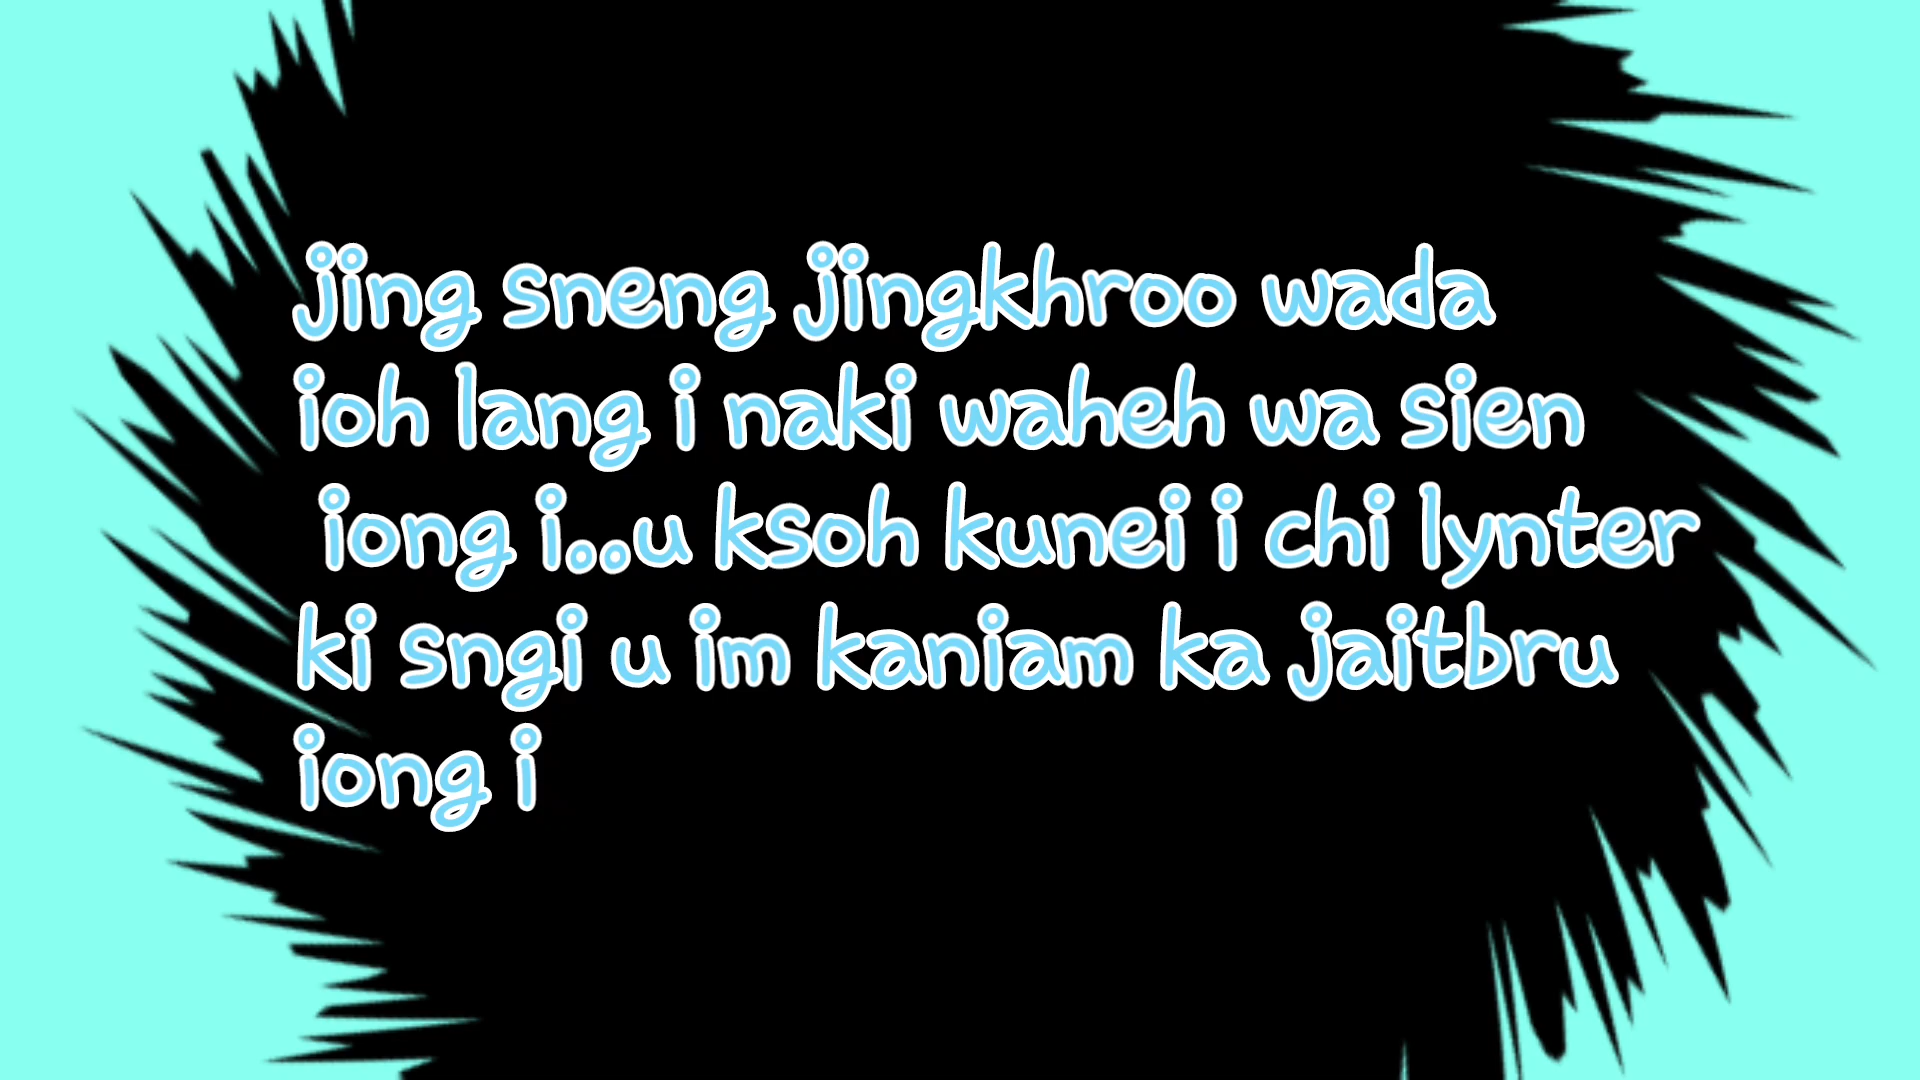 jing sneng jingkhroo wada
ioh lang i naki waheh wa sien
iong i..u ksoh kunei i chi lynter
ki sngi u im kaniam ka jaitbru
iong i